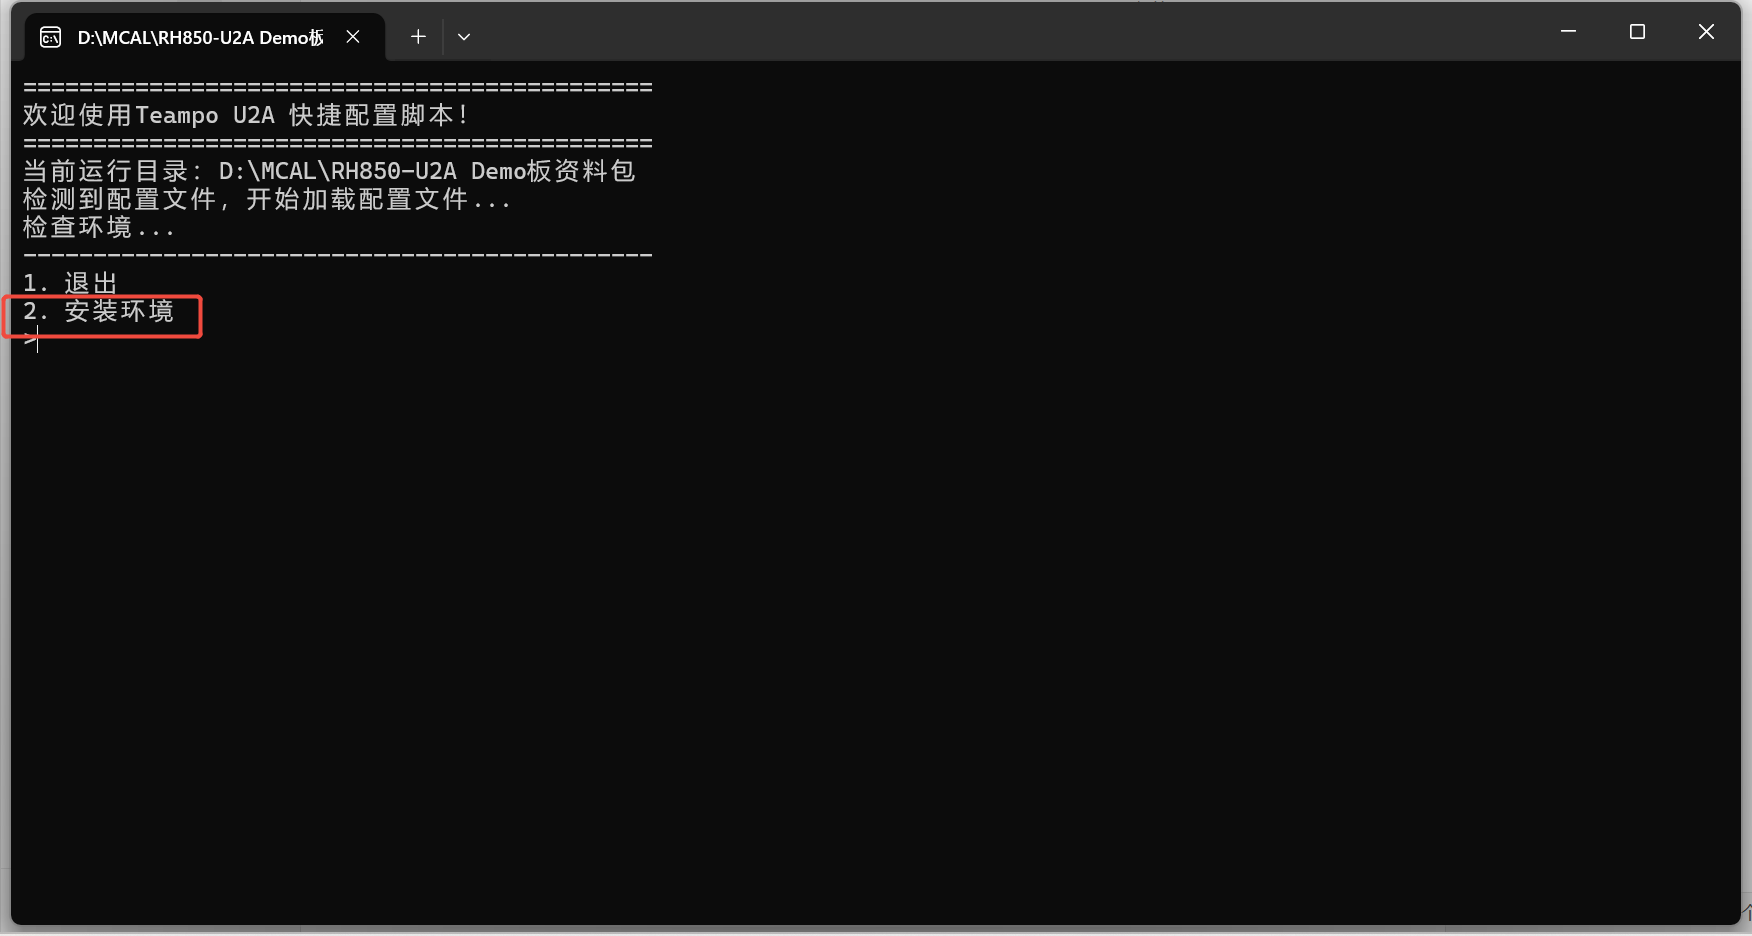 D:\MCAL\RH850-U2A Demo板
=============================================
欢迎使用Teampo U2A 快捷配置脚本!
=============================================
当前运行目录: D:\MCAL\RH850-U2A Demo板资料包
检测到配置文件, 开始加载配置文件...
检查环境...
---------------------------------------------
1. 退出
2. 安装环境
>